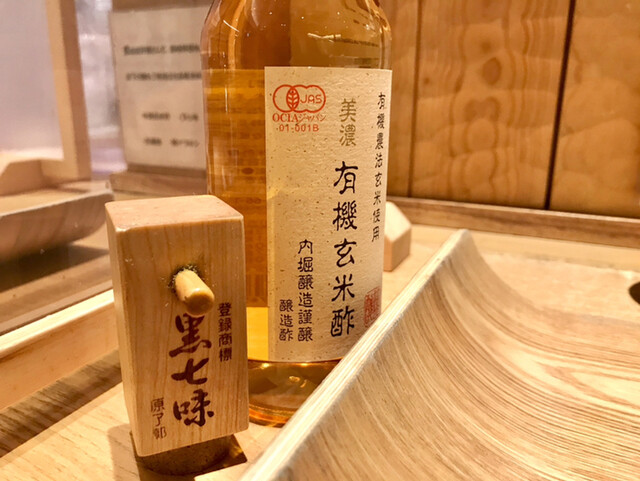 JAS
OCIAジャパン
-01-001B
有機農法玄米使用
美濃
有機玄米酢
内堀醸造謹醸
醸造酢
登録商標
黒七味
原了郭